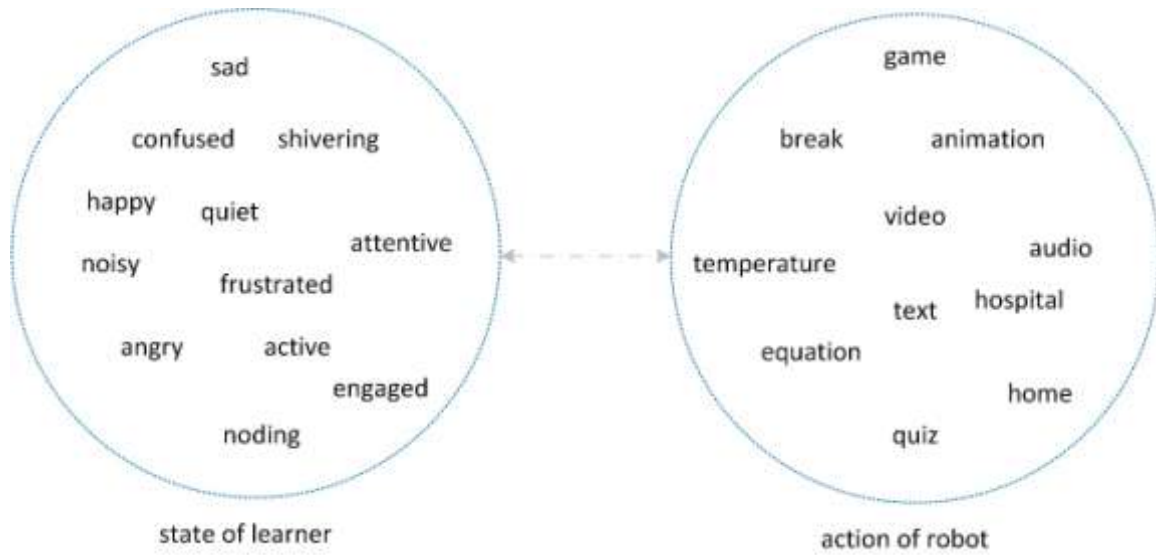 sad
confused shivering
happy quiet
attentive
noisy
frustrated
angry active
engaged
noding
state of learner
game
break animation
video
audio
temperature
text hospital
equation
home
quiz
action of robot